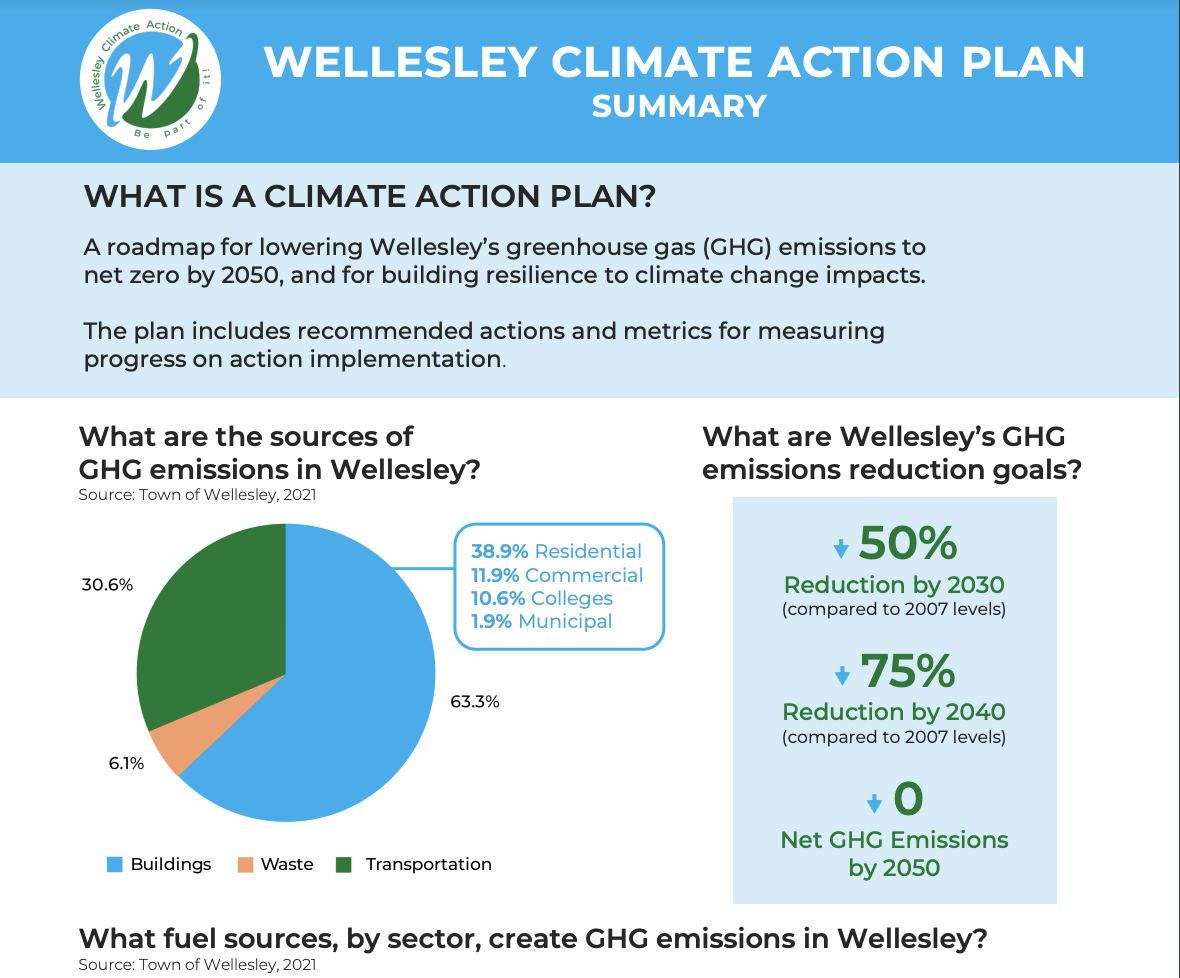 Wellesley Climate Action
Be part of it!
WELLESLEY CLIMATE ACTION PLAN
SUMMARY
WHAT IS A CLIMATE ACTION PLAN?
A roadmap for lowering Wellesley’s greenhouse gas (GHG) emissions to
net zero by 2050, and for building resilience to climate change impacts.
The plan includes recommended actions and metrics for measuring
progress on action implementation.
What are the sources of
GHG emissions in Wellesley?
Source: Town of Wellesley, 2021
30.6%
6.1%
63.3%
38.9% Residential
11.9% Commercial
10.6% Colleges
1.9% Municipal
Buildings Waste Transportation
What are Wellesley’s GHG
emissions reduction goals?
50%
Reduction by 2030
(compared to 2007 levels)
75%
Reduction by 2040
(compared to 2007 levels)
0
Net GHG Emissions
by 2050
What fuel sources, by sector, create GHG emissions in Wellesley?
Source: Town of Wellesley, 2021